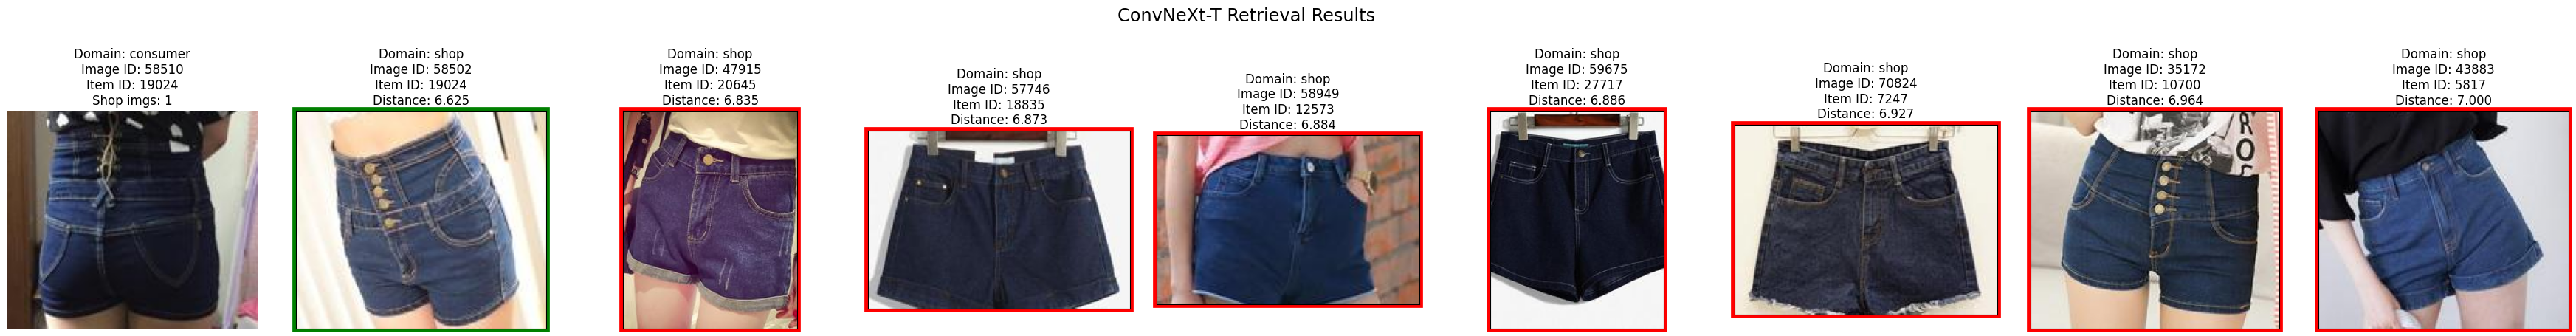 ConvNeXt-T Retrieval Results
Domain: consumer
Image ID: 58510
Item ID: 19024
Shop imgs: 1
Domain: shop
Image ID: 58502
Item ID: 19024
Distance: 6.625
Domain: shop
Image ID: 47915
Item ID: 20645
Distance: 6.835
Domain: shop
Image ID: 57746
Item ID: 18835
Distance: 6.873
Domain: shop
Image ID: 58949
Item ID: 12573
Distance: 6.884
Domain: shop
Image ID: 59675
Item ID: 27717
Distance: 6.886
Domain: shop
Image ID: 70824
Item ID: 7247
Distance: 6.927
Domain: shop
Image ID: 35172
Item ID: 10700
Distance: 6.964
Domain: shop
Image ID: 43883
Item ID: 5817
Distance: 7.000